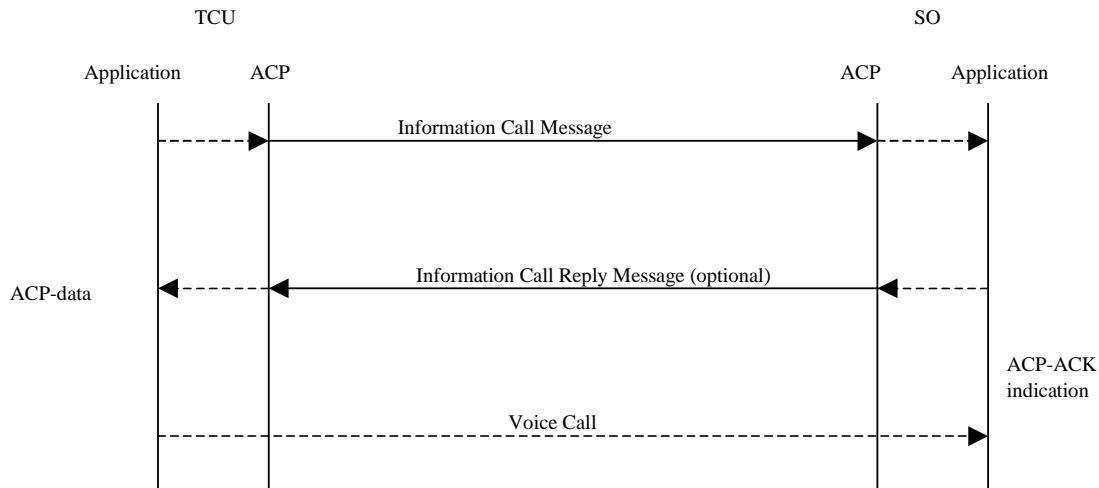 TCU
SO
Application
ACP
ACP
Application
Information Call Message
Information Call Reply Message (optional)
ACP-data
ACP-ACK
indication
Voice Call